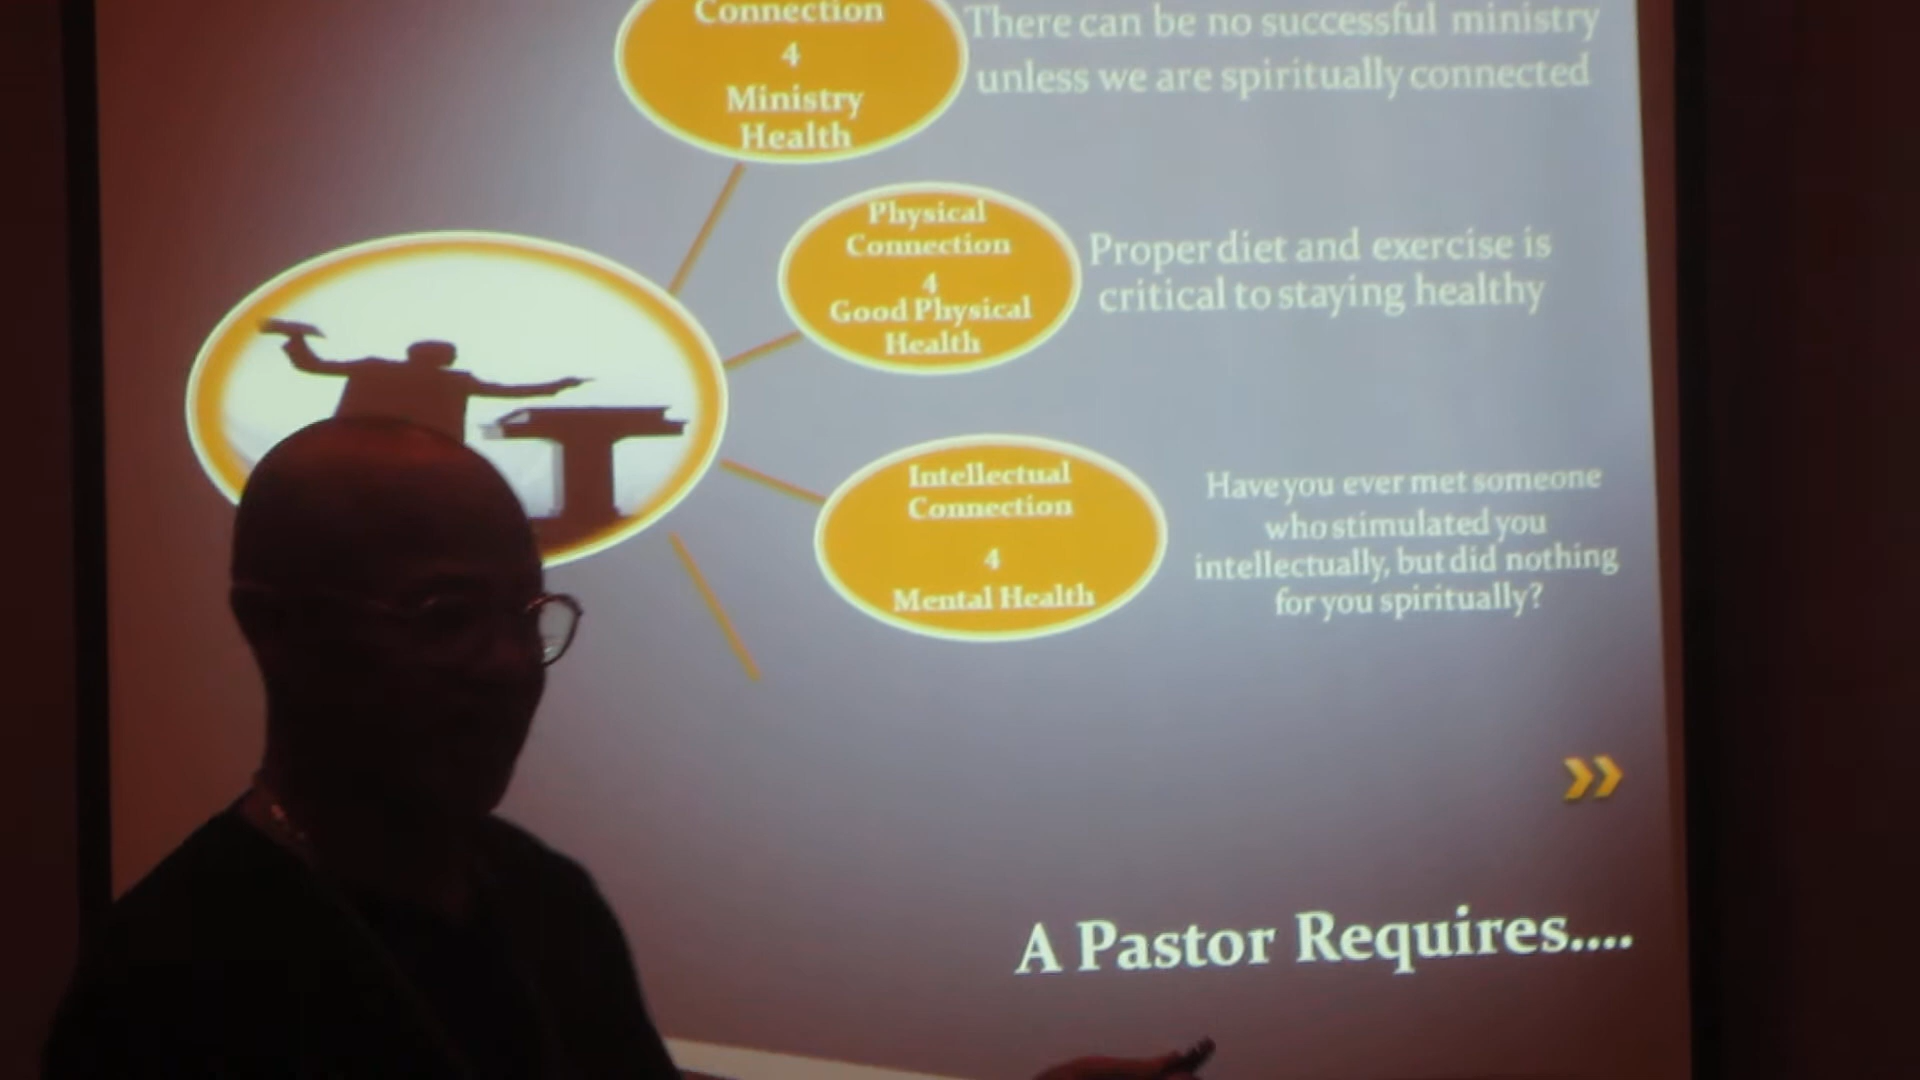 Connection
4
Ministry
Health
There can be no successful ministry
unless we are spiritually connected
Physical
Connection
4
Good Physical
Health
Proper diet and exercise is
critical to staying healthy
Intellectual
Connection
4
Mental Health
Have you ever met someone
who stimulated you
intellectually, but did nothing
for you spiritually?
A Pastor Requires....